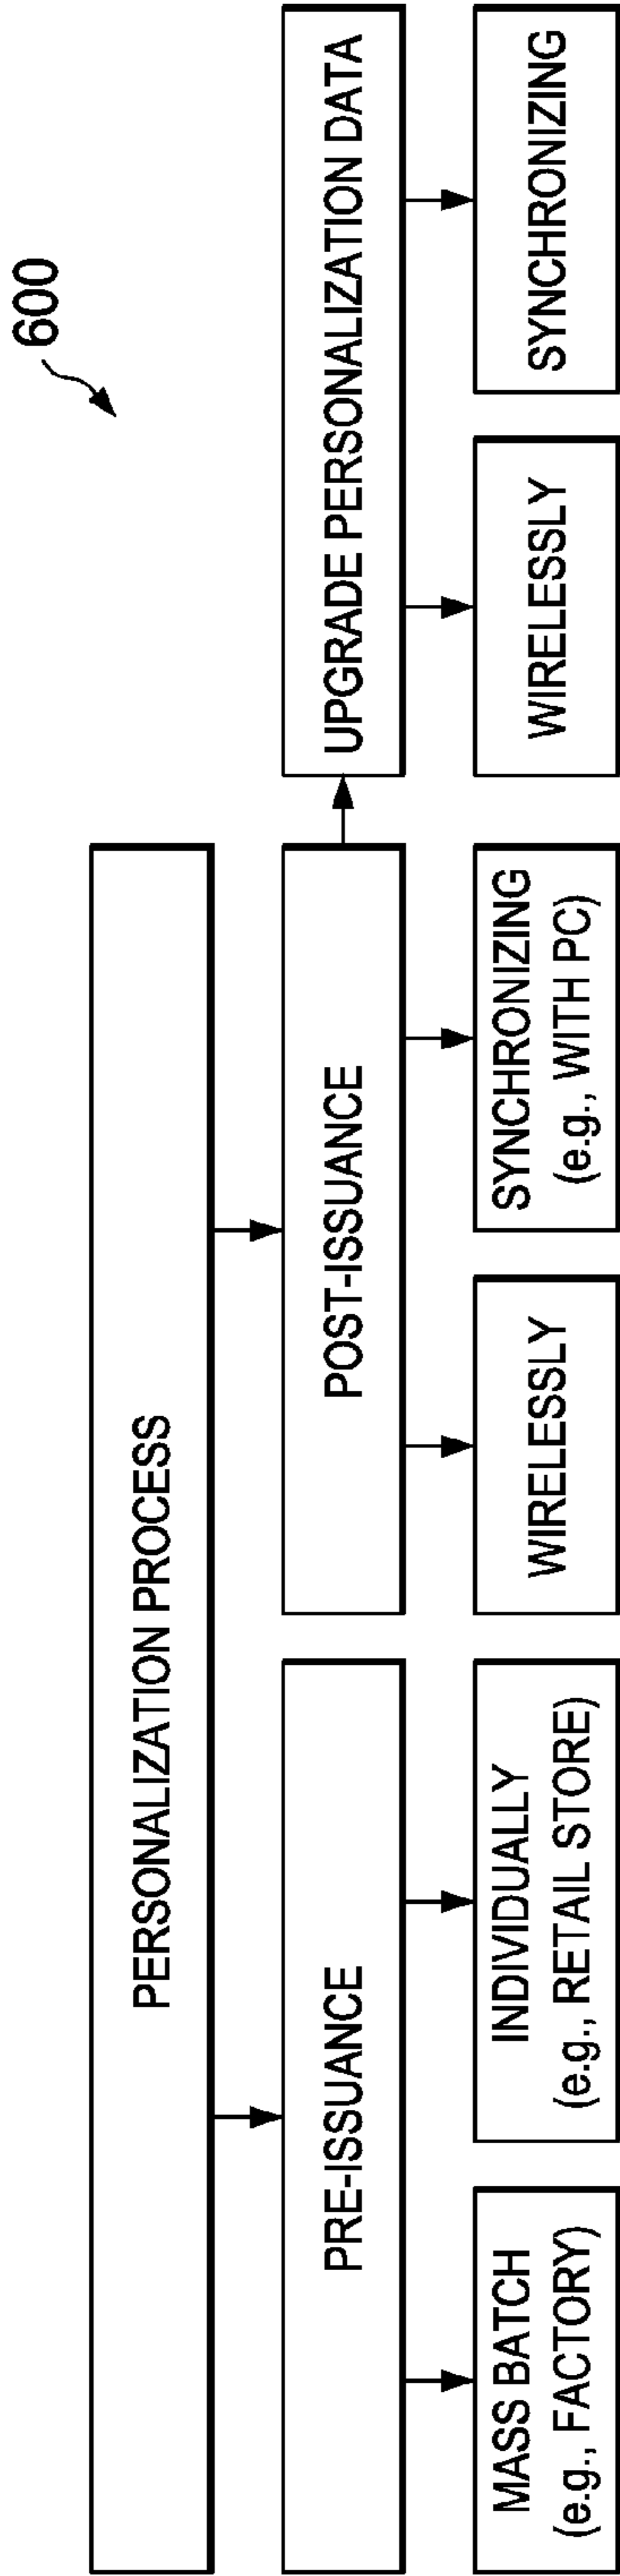 600
PERSONALIZATION PROCESS
PRE-ISSUANCE
POST-ISSUANCE
UPGRADE PERSONALIZATION DATA
MASS BATCH
(e.g., FACTORY)
INDIVIDUALLY
(e.g., RETAIL STORE)
WIRELESSLY
SYNCHRONIZING
(e.g., WITH PC)
WIRELESSLY
SYNCHRONIZING